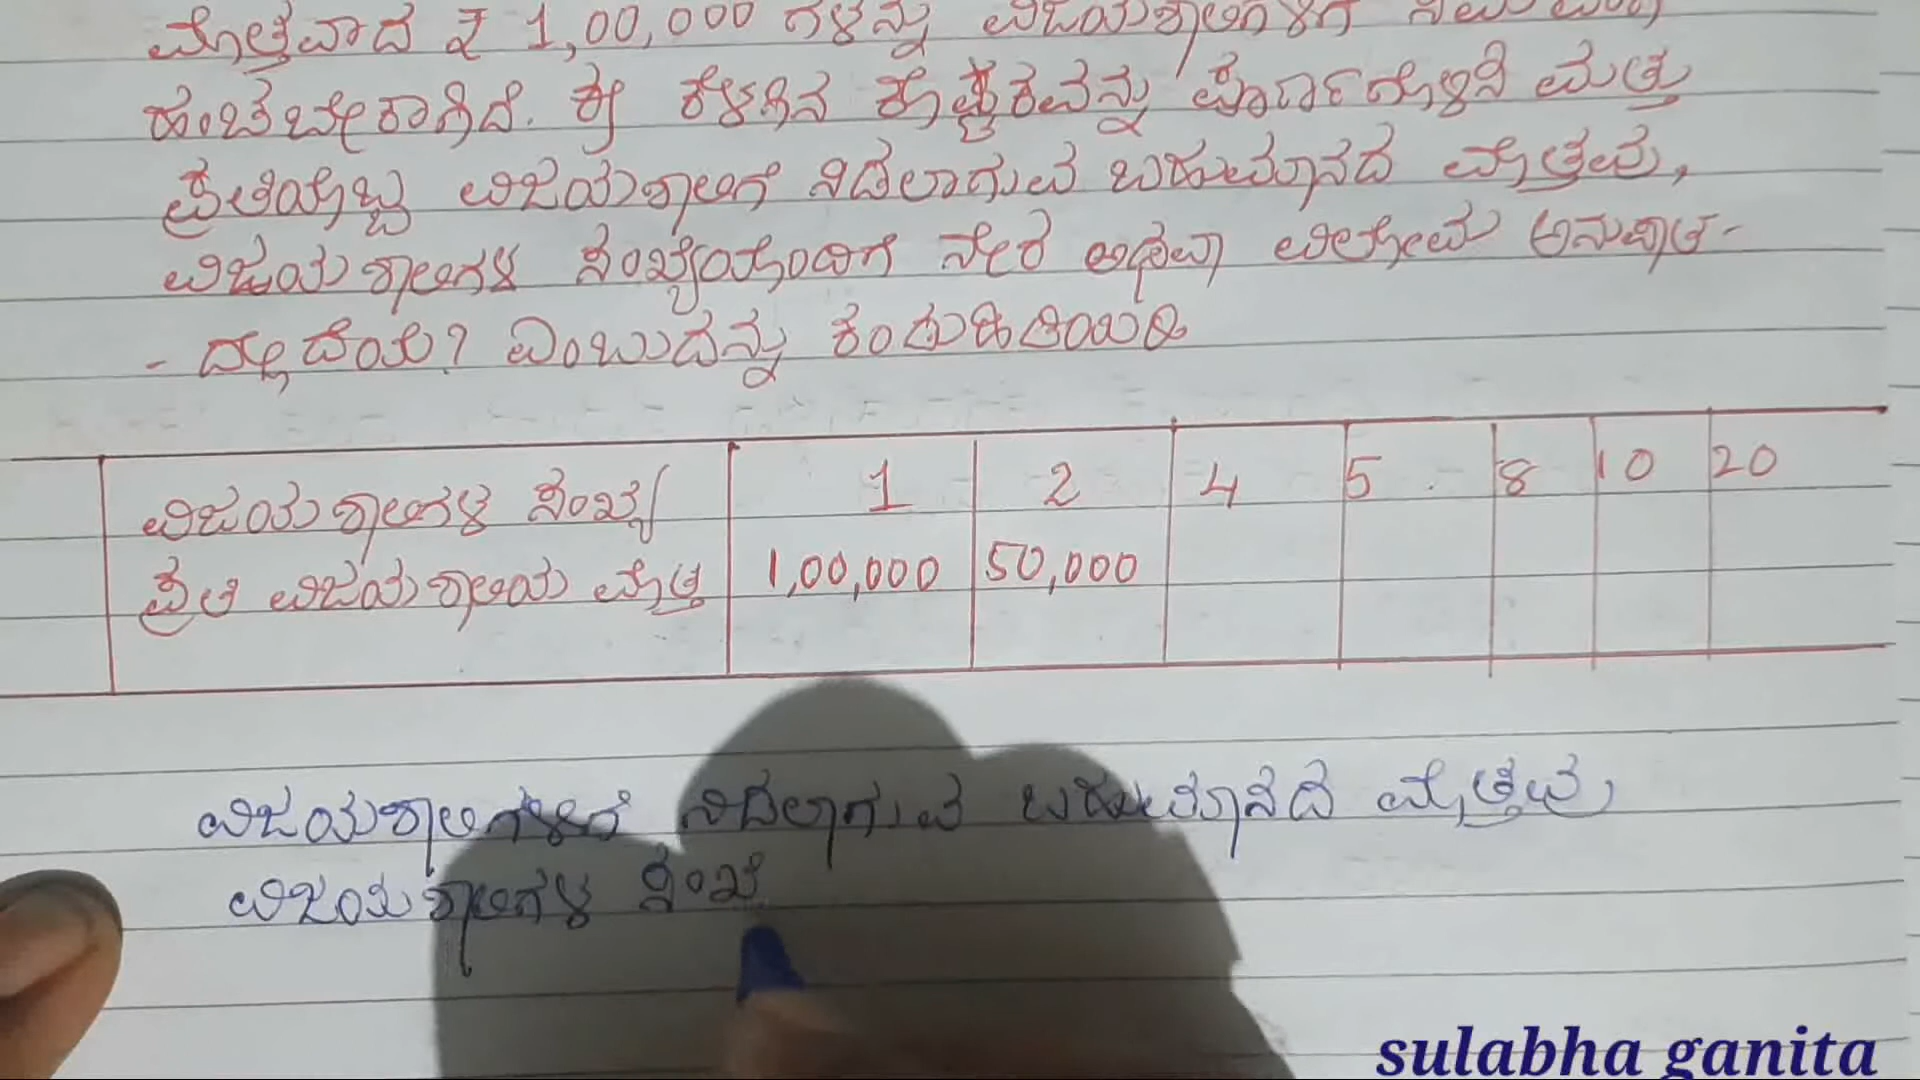 ಮೊತ್ತವಾದ ₹ 1,00,000 ಗಳನ್ನು ವಿಜಯಶಾಲಿಗಳಿಗೆ
ಹಂಚಬೇಕಾಗಿದೆ. ಈ ಕೆಳಗಿನ ಕೋಷ್ಟಕವನ್ನು ಪೂರ್ಣಗೊಳಿಸಿ ಮತ್ತು
ಪ್ರತಿಯೊಬ್ಬ ವಿಜಯಶಾಲಿಗೆ ನಿಡಲಾಗುವ ಬಹುಮಾನದ ಮೊತ್ತವು,
ವಿಜಯಶಾಲಿಗಳ ಸಂಖ್ಯೆಯೊಂದಿಗೆ ನೇರ ಅಥವಾ ವಿಲೋಮ ಅನುಪಾತ-
- ದಲ್ಲಿದೆಯೇ? ಎಂಬುದನ್ನು ಕಂಡುಹಿಡಿಯಿರಿ
ವಿಜಯಶಾಲಿಗಳ ಸಂಖ್ಯೆ 1 2 4 5 8 10 20
ಪ್ರತಿ ವಿಜಯಶಾಲಿಯ ಮೊತ್ತ 1,00,000 50,000
ವಿಜಯಶಾಲಿಗಳಿಗೆ ನಿಡಲಾಗುವ ಬಹುಮಾನದ ಮೊತ್ತವು
ವಿಜಯಶಾಲಿಗಳ ಸಂಖ
sulabha ganita